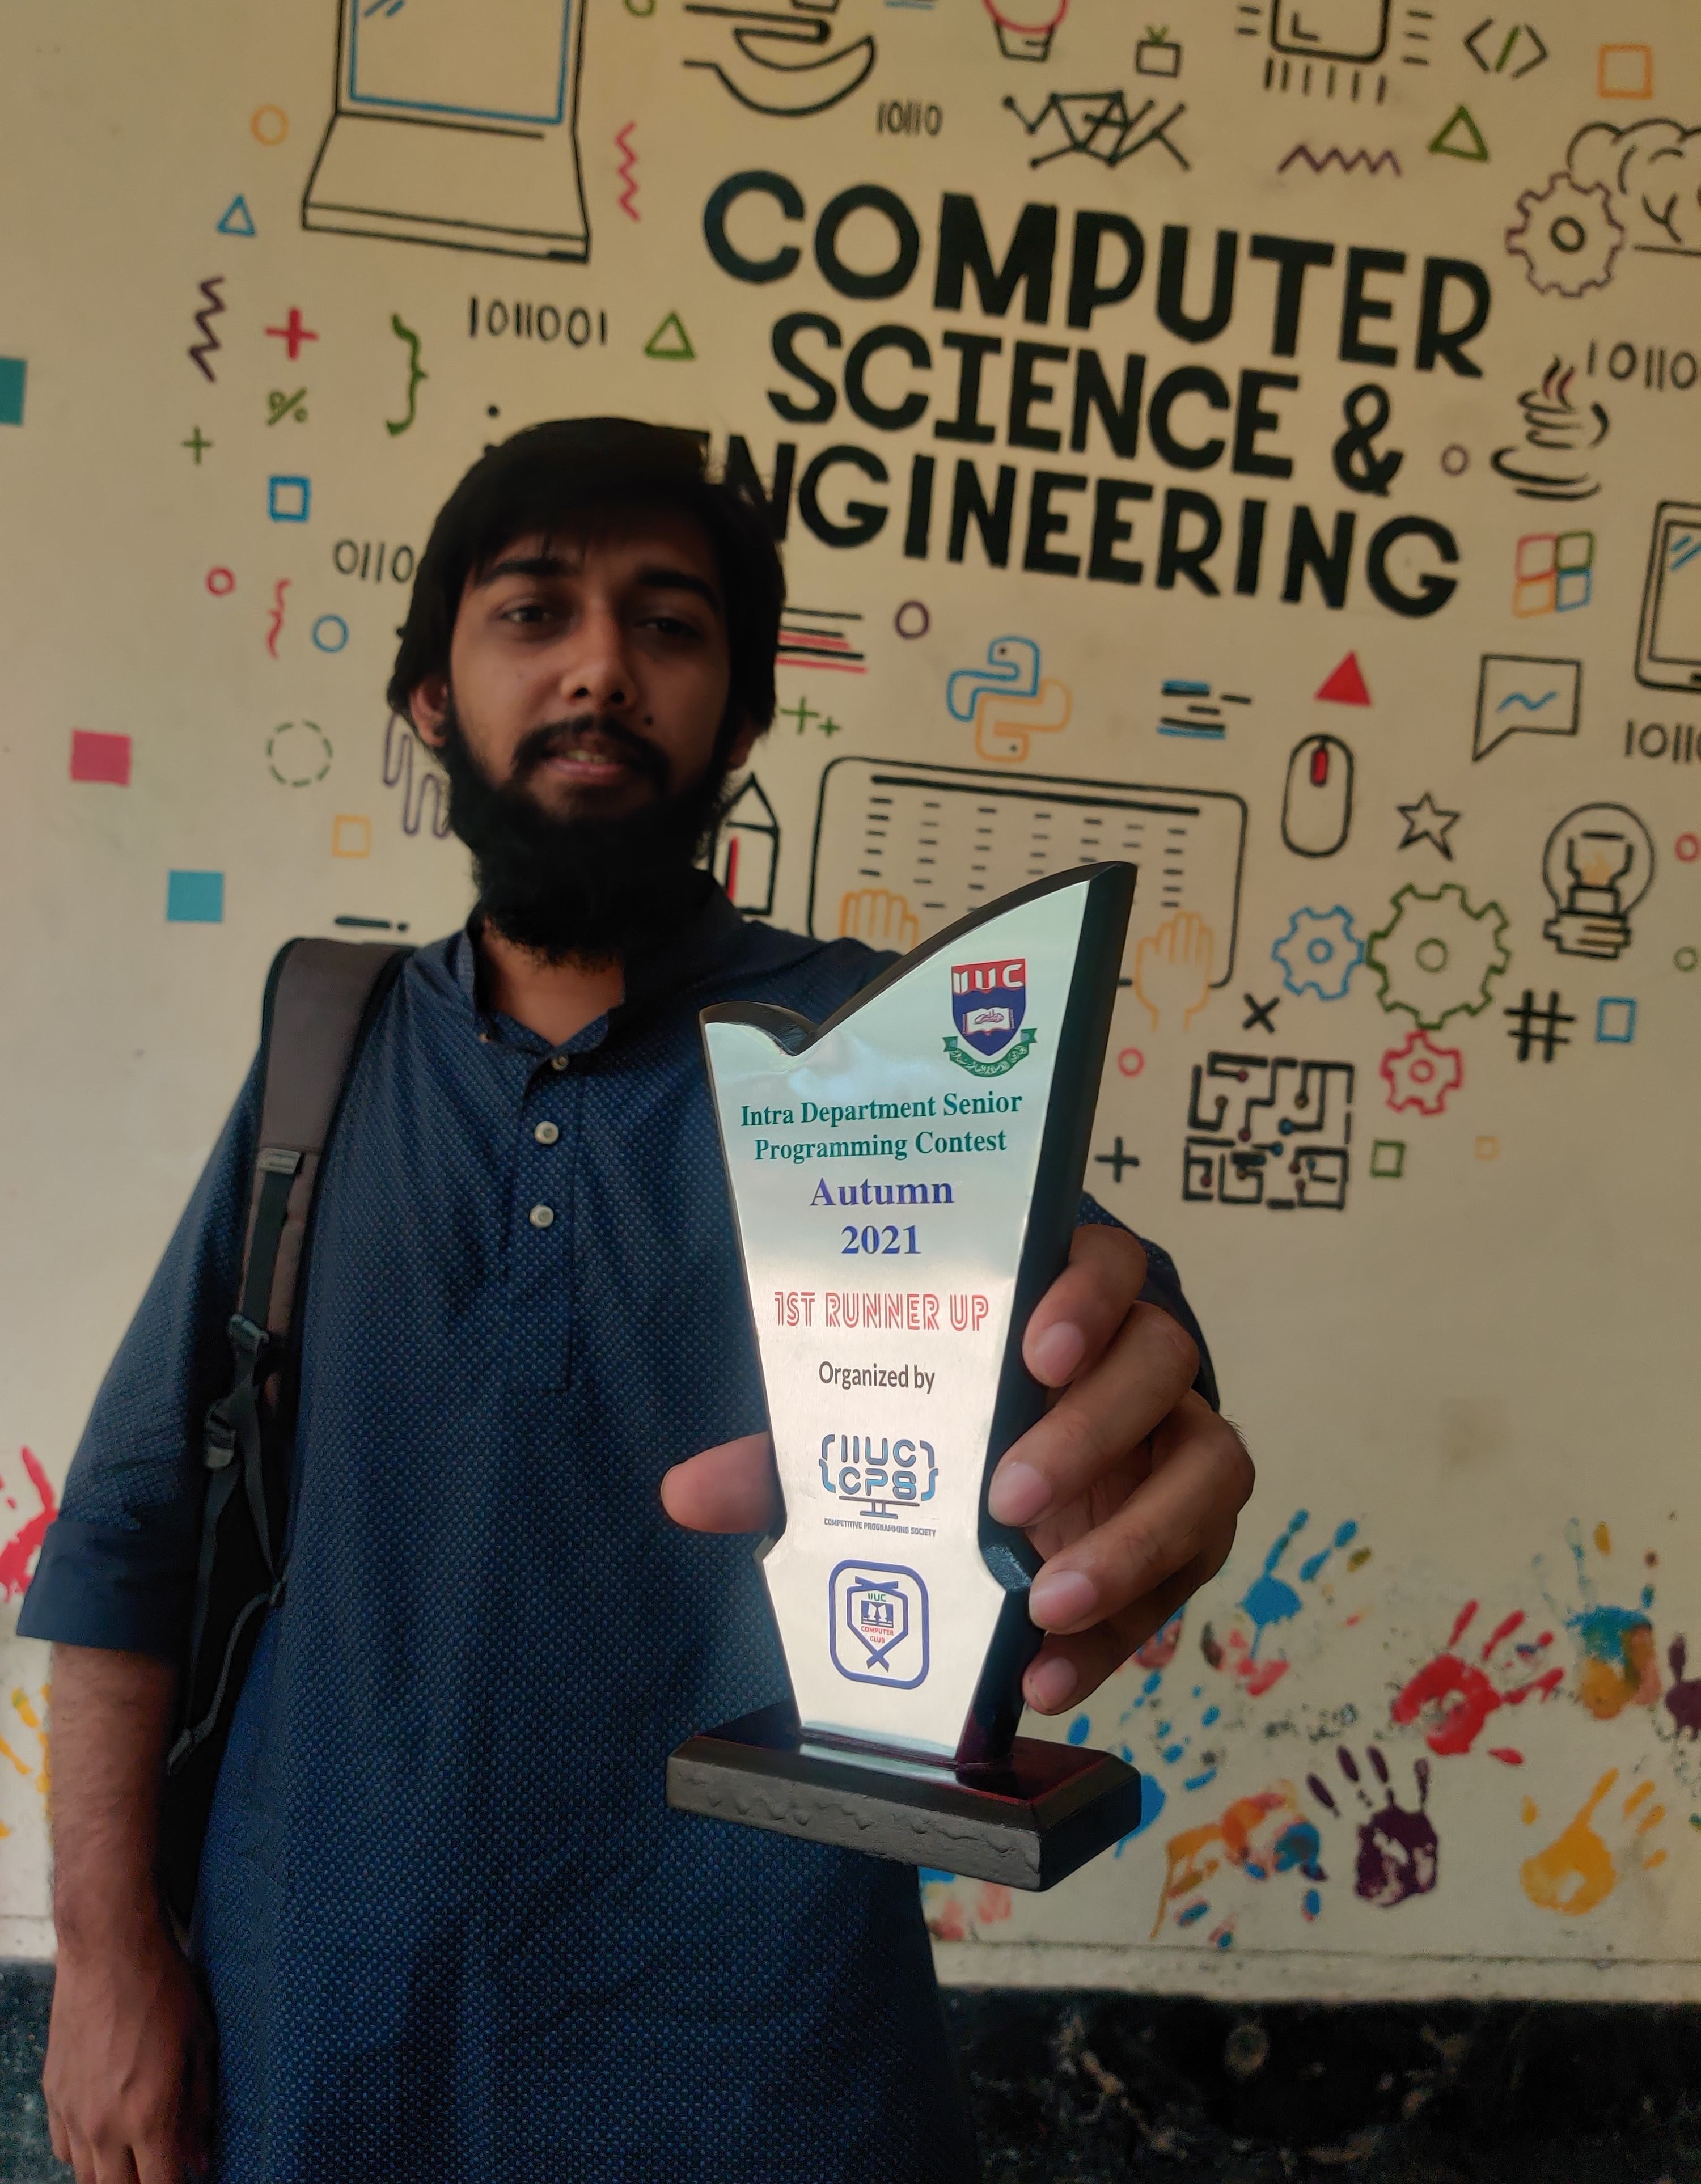 10110
COMPUTER
SCIENCE &
NGINEERING
1011001
10110
0110
1011
++
#
IIUC
Intra Department Senior
Programming Contest
Autumn
2021
1ST RUNNER UP
Organized by
IIUC
CPS
COMPETITIVE PROGRAMMING SOCIETY
IIUC
COMPUTER
CLUB